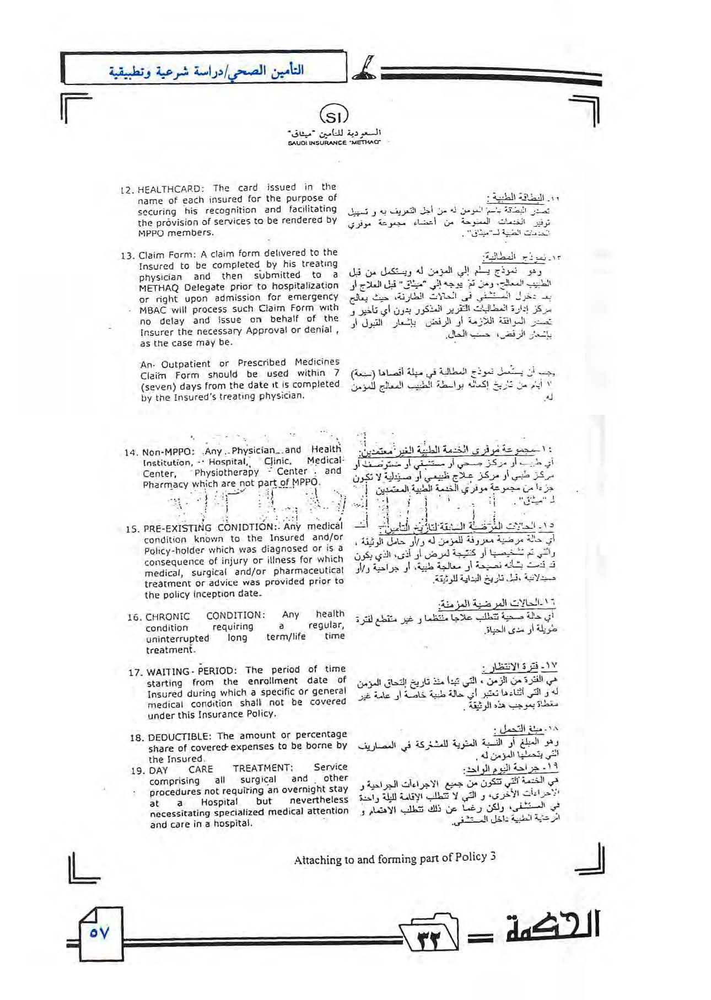 التأمين الصحي/دراسة شرعية وتطبيقية
SI
السعودية للتأمين "ميثاق"
SAUDI INSURANCE "METHAQ"
12. HEALTHCARD: The card issued in the
name of each insured for the purpose of
securing his recognition and facilitating
the provision of services to be rendered by
MPPO members.
13. Claim Form: A claim form delivered to the
Insured to be completed by his treating
physician and then submitted to a
METHAQ Delegate prior to hospitalization
or right upon admission for emergency
MBAC will process such Claim Form with
no delay and issue on behalf of the
Insurer the necessary Approval or denial ,
as the case may be.
An Outpatient or Prescribed Medicines
Claim Form should be used within 7
(seven) days from the date it is completed
by the Insured's treating physician.
14. Non-MPPO: Any Physician and Health
Institution, Hospital, Clinic, Medical
Center, Physiotherapy Center and
Pharmacy which are not part of MPPO.
15. PRE-EXISTING CONIDTION: Any medical
condition known to the Insured and/or
Policy-holder which was diagnosed or is a
consequence of injury or illness for which
medical, surgical and/or pharmaceutical
treatment or advice was provided prior to
the policy inception date.
16. CHRONIC CONDITION: Any health
condition requiring a regular,
uninterrupted long term/life time
treatment.
17. WAITING PERIOD: The period of time
starting from the enrollment date of
Insured during which a specific or general
medical condition shall not be covered
under this Insurance Policy.
18. DEDUCTIBLE: The amount or percentage
share of covered expenses to be borne by
the Insured.
19. DAY CARE TREATMENT: Service
comprising all surgical and other
procedures not requiring an overnight stay
at a Hospital but nevertheless
necessitating specialized medical attention
and care in a hospital.
البطاقة الطبية :
تصدر البطاقة باسم المؤمن له من أجل التعريف به و تسهيل
توفير الخدمات الممنوحة من أعضاء مجموعة موفري
الخدمات الطبية لـ "ميثاق" .
١٣- نموذج المطالبة:
وهو نموذج يسلم إلي المؤمن له ويستكمل من قبل
الطبيب المعالج، ومن ثم يوجه إلي "ميثاق" قبل العلاج أو
بعد دخول المستشفي في الحالات الطارئة، حيث يعالج
مركز إدارة المطالبات التقرير المذكور بدون أي تأخير و
تصدر الموافقة اللازمة أو الرفض بإشعار القبول أو
بإشعار الرفض، حسب الحال.
يجب أن يستعمل نموذج المطالبة في مهلة أقصاها (سبعة)
٧ أيام من تاريخ إكماله بواسطة الطبيب المعالج للمؤمن
له.
مجموعة موفري الخدمة الطبية الغير معتمدين:
أي طبيب أو مركز صحي أو مستشفي أو مستوصف أو
مركز طبي أو مركز علاج طبيعي أو صيدلية لا تكون
جزءا من مجموعة موفري الخدمة الطبية المعتمدين
لـ "ميثاق" .
١٥- الحالات المرضية السابقة لتاريخ التأمين:
أي حالة مرضية معروفة للمؤمن له و/أو حامل الوثيقة ،
والتي تم تشخيصها أو كنتيجة لمرض أو أذى، الذي يكون
قد قدمت بشأنه نصيحة أو معالجة طبية، او جراحية و/أو
صيدلانية ،قبل تاريخ البداية للوثيقة.
١٦- الحالات المرضية المزمنة:
أي حالة صحية تتطلب علاجا منتظما و غير متقطع لفترة
طويلة أو مدى الحياة.
١٧- فترة الانتظار :
هي الفترة من الزمن ، التي تبدأ منذ تاريخ إلتحاق المؤمن
له و التي أثناءها تعتبر أي حالة طبية خاصة أو عامة غير
مغطاة بموجب هذه الوثيقة .
١٨- مبلغ التحمل :
وهو المبلغ أو النسبة المئوية للمشتركة في المصاريف
التي يتحملها المؤمن له .
١٩- جراحة اليوم الواحد:
هي الخدمة التي تتكون من جميع الاجراءات الجراحية و
الاجراءات الأخرى، و التي لا تتطلب الإقامة لليلة واحدة
في المستشفى، ولكن رغما عن ذلك تتطلب الاهتمام و
الرعاية الطبية داخل المستشفى.
Attaching to and forming part of Policy 3
٥٧
٣٢
الحكمة